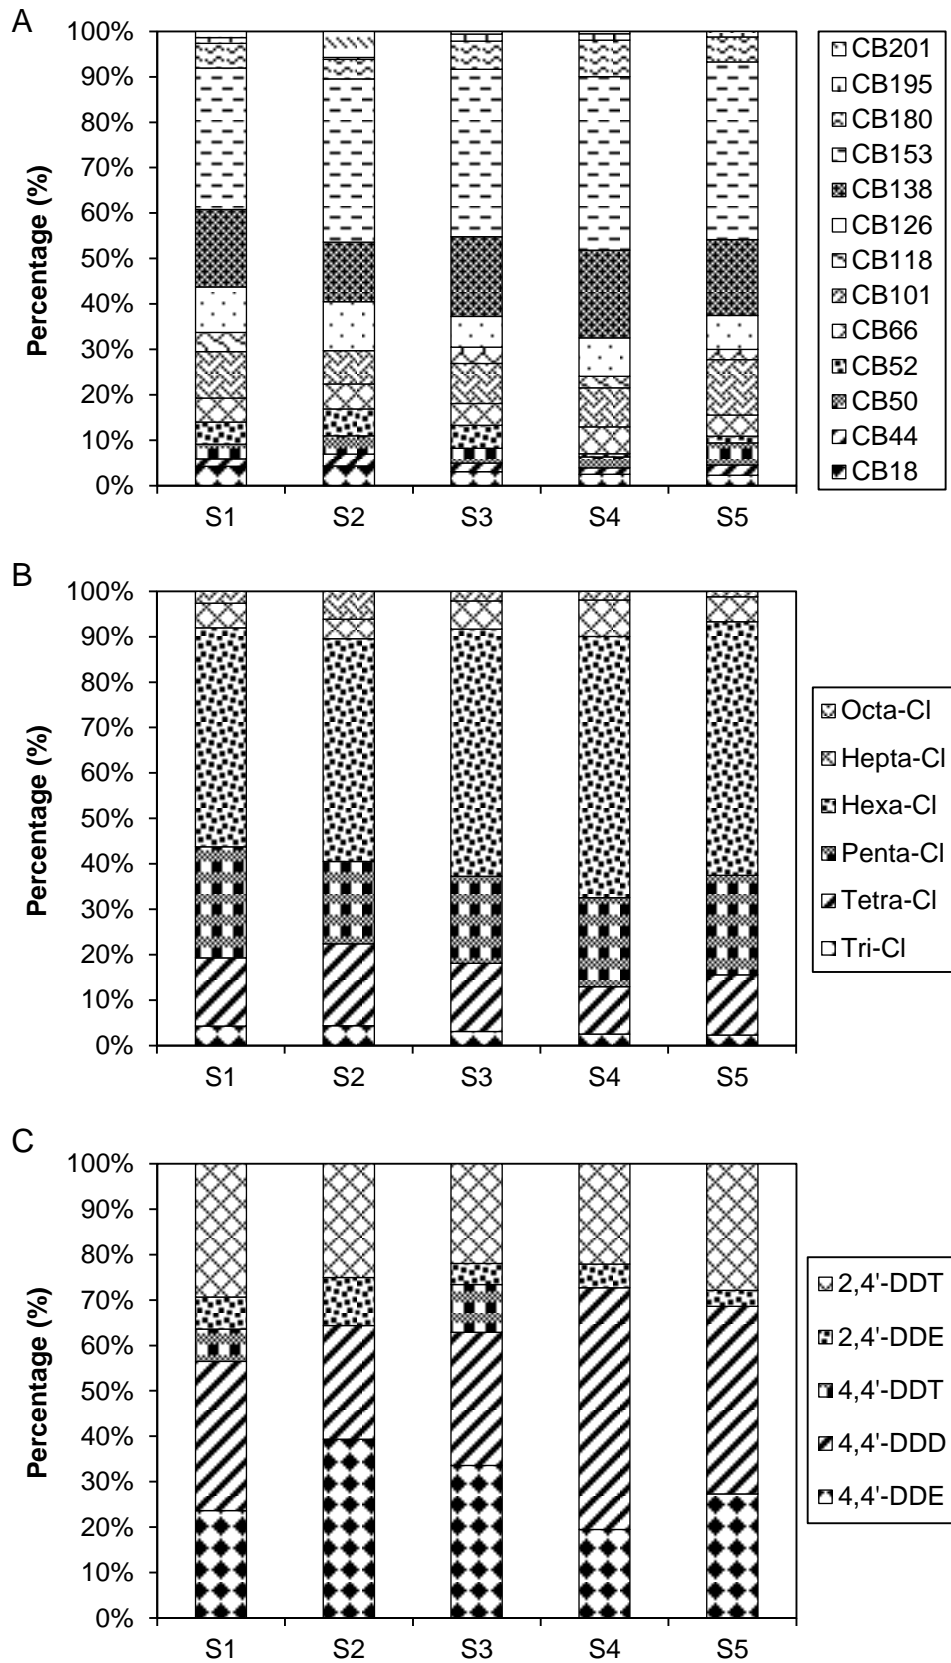 A
100%
90%
80%
70%
60%
50%
40%
30%
20%
10%
0%
Percentage (%)
S1 S2 S3 S4 S5
CB201
CB195
CB180
CB153
CB138
CB126
CB118
CB101
CB66
CB52
CB50
CB44
CB18
B
100%
90%
80%
70%
60%
50%
40%
30%
20%
10%
0%
Percentage (%)
S1 S2 S3 S4 S5
Octa-Cl
Hepta-Cl
Hexa-Cl
Penta-Cl
Tetra-Cl
Tri-Cl
C
100%
90%
80%
70%
60%
50%
40%
30%
20%
10%
0%
Percentage (%)
S1 S2 S3 S4 S5
2,4'-DDT
2,4'-DDE
4,4'-DDT
4,4'-DDD
4,4'-DDE